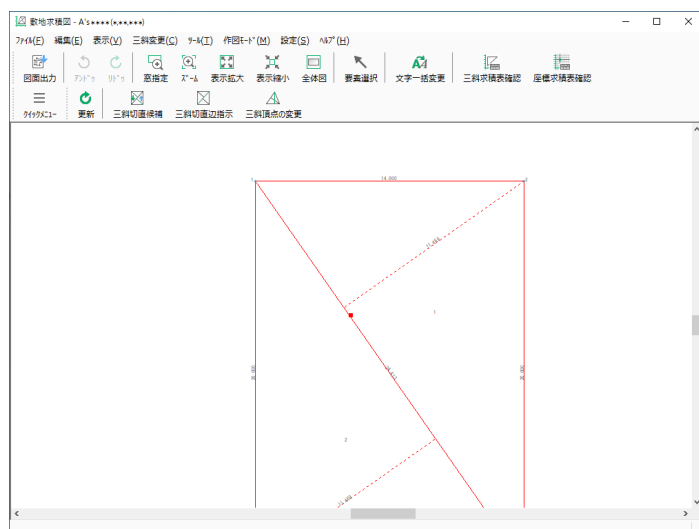 敷地求積図 - A's∗∗∗∗(∗,∗∗,∗∗∗)
ﾌｧｲﾙ(F) 編集(E) 表示(V) 三斜変更(C) ﾂｰﾙ(T) 作図ﾓｰﾄﾞ(M) 設定(S) ﾍﾙﾌﾟ(H)
図面出力 ｱﾝﾄﾞｩ ﾘﾄﾞｩ 窓指定 ｽﾞｰﾑ 表示拡大 表示縮小 全体図 要素選択 文字一括変更 三斜求積表確認 座標求積表確認
ｸｲｯｸﾒﾆｭｰ 更新 三斜切直候補 三斜切直辺指示 三斜頂点の変更
14.000
1
2